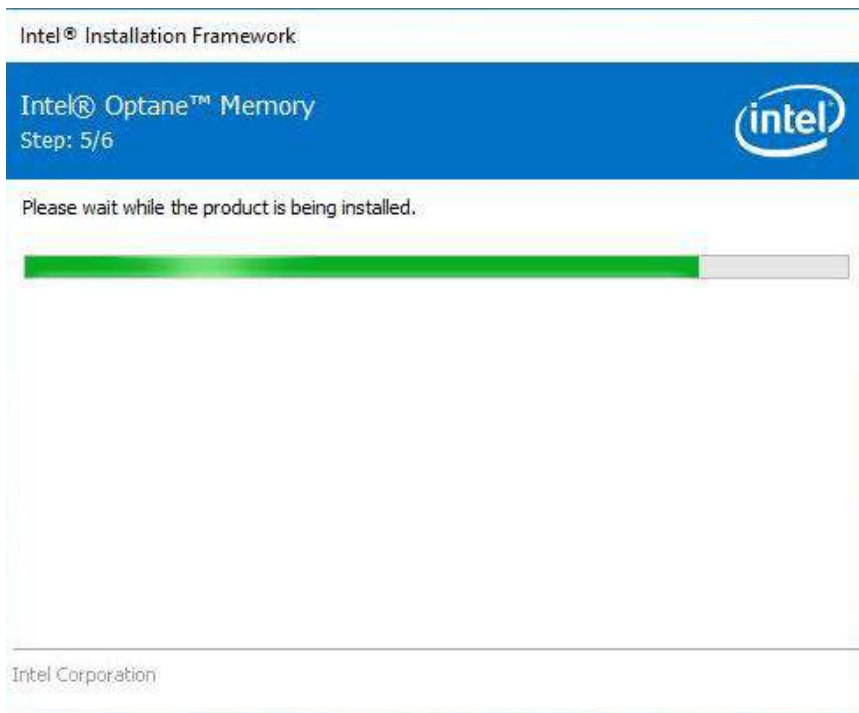 Intel® Installation Framework
Intel® Optane™ Memory
Step: 5/6
intel
Please wait while the product is being installed.
Intel Corporation